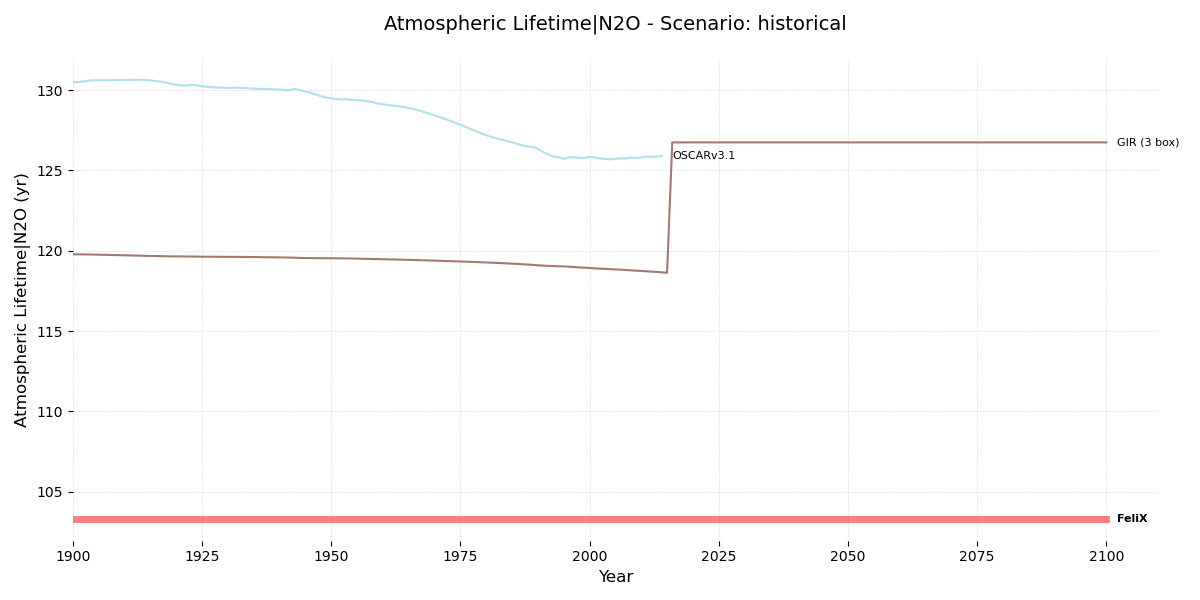 Atmospheric Lifetime|N2O - Scenario: historical
130
125
120
115
110
105
Atmospheric Lifetime|N2O (yr)
GIR (3 box)
OSCARv3.1
FeliX
1900 1925 1950 1975 2000 2025 2050 2075 2100
Year